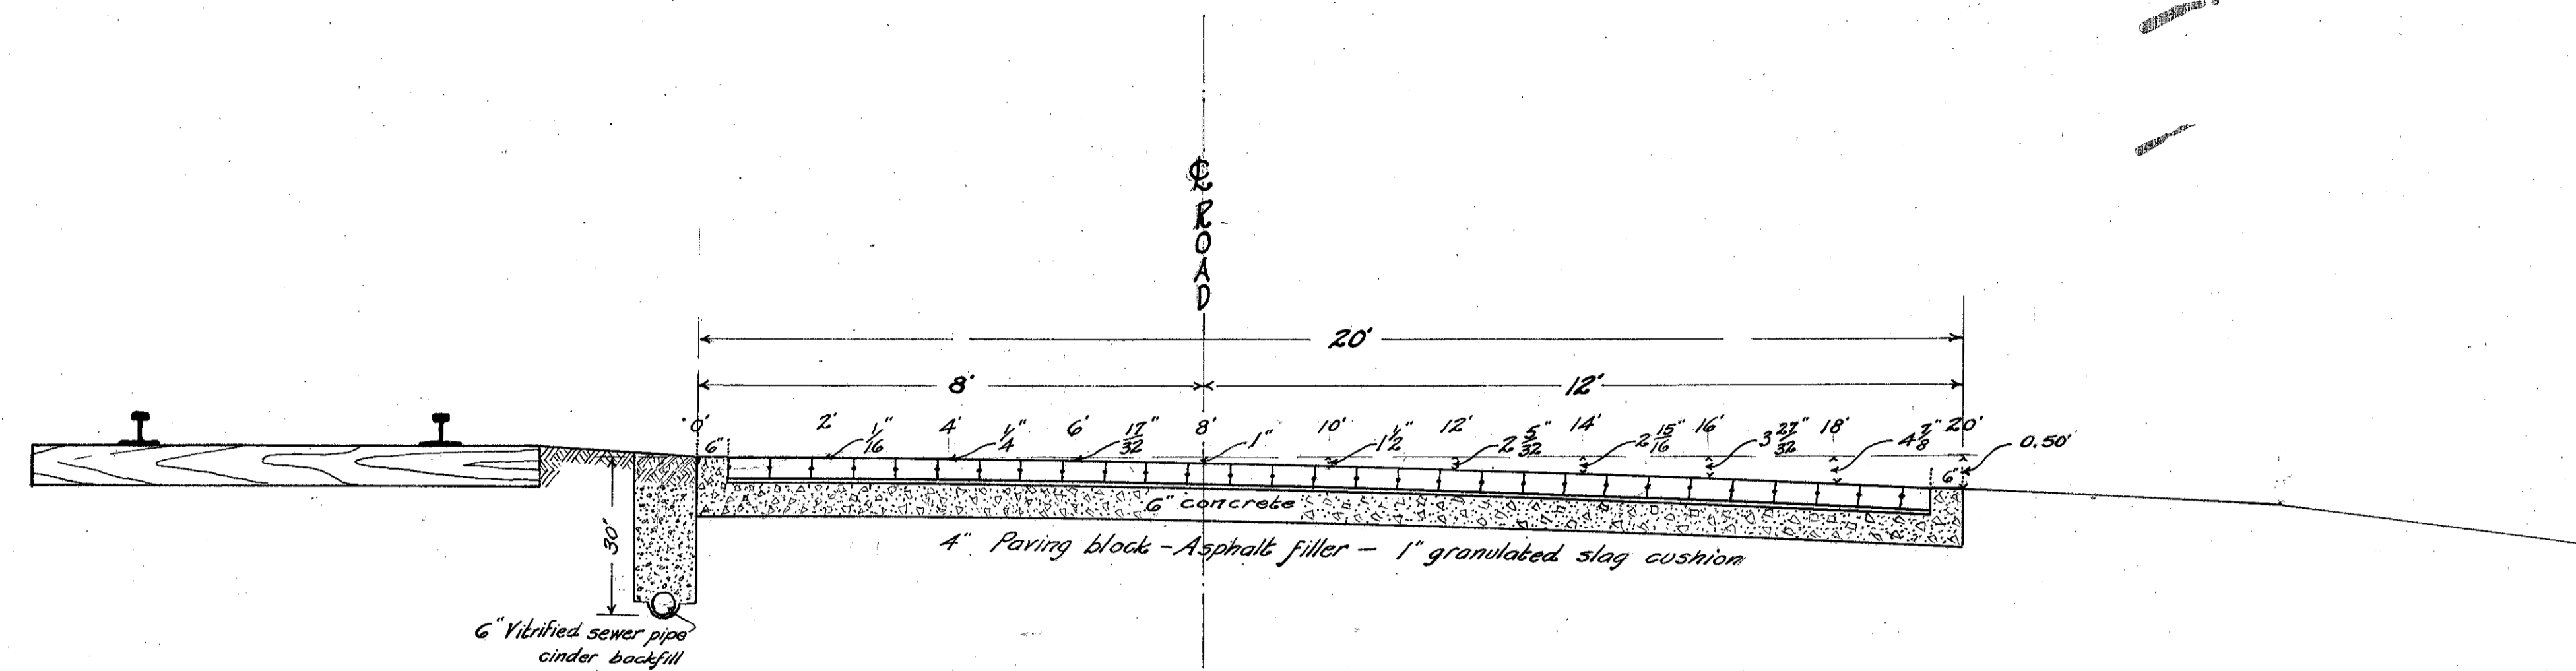 ℄ ROAD
20'
8' 12'
0' 2' 4' 6' 8' 10' 12' 14' 16' 18' 20'
6" 1/16" 1/4" 17/32" 1" 1 1/2" 2 5/32" 2 15/16" 3 27/32" 4 7/8" 6" 0.50'
6" concrete
4" Paving block - Asphalt filler - 1" granulated slag cushion
30"
6" Vitrified sewer pipe
cinder backfill